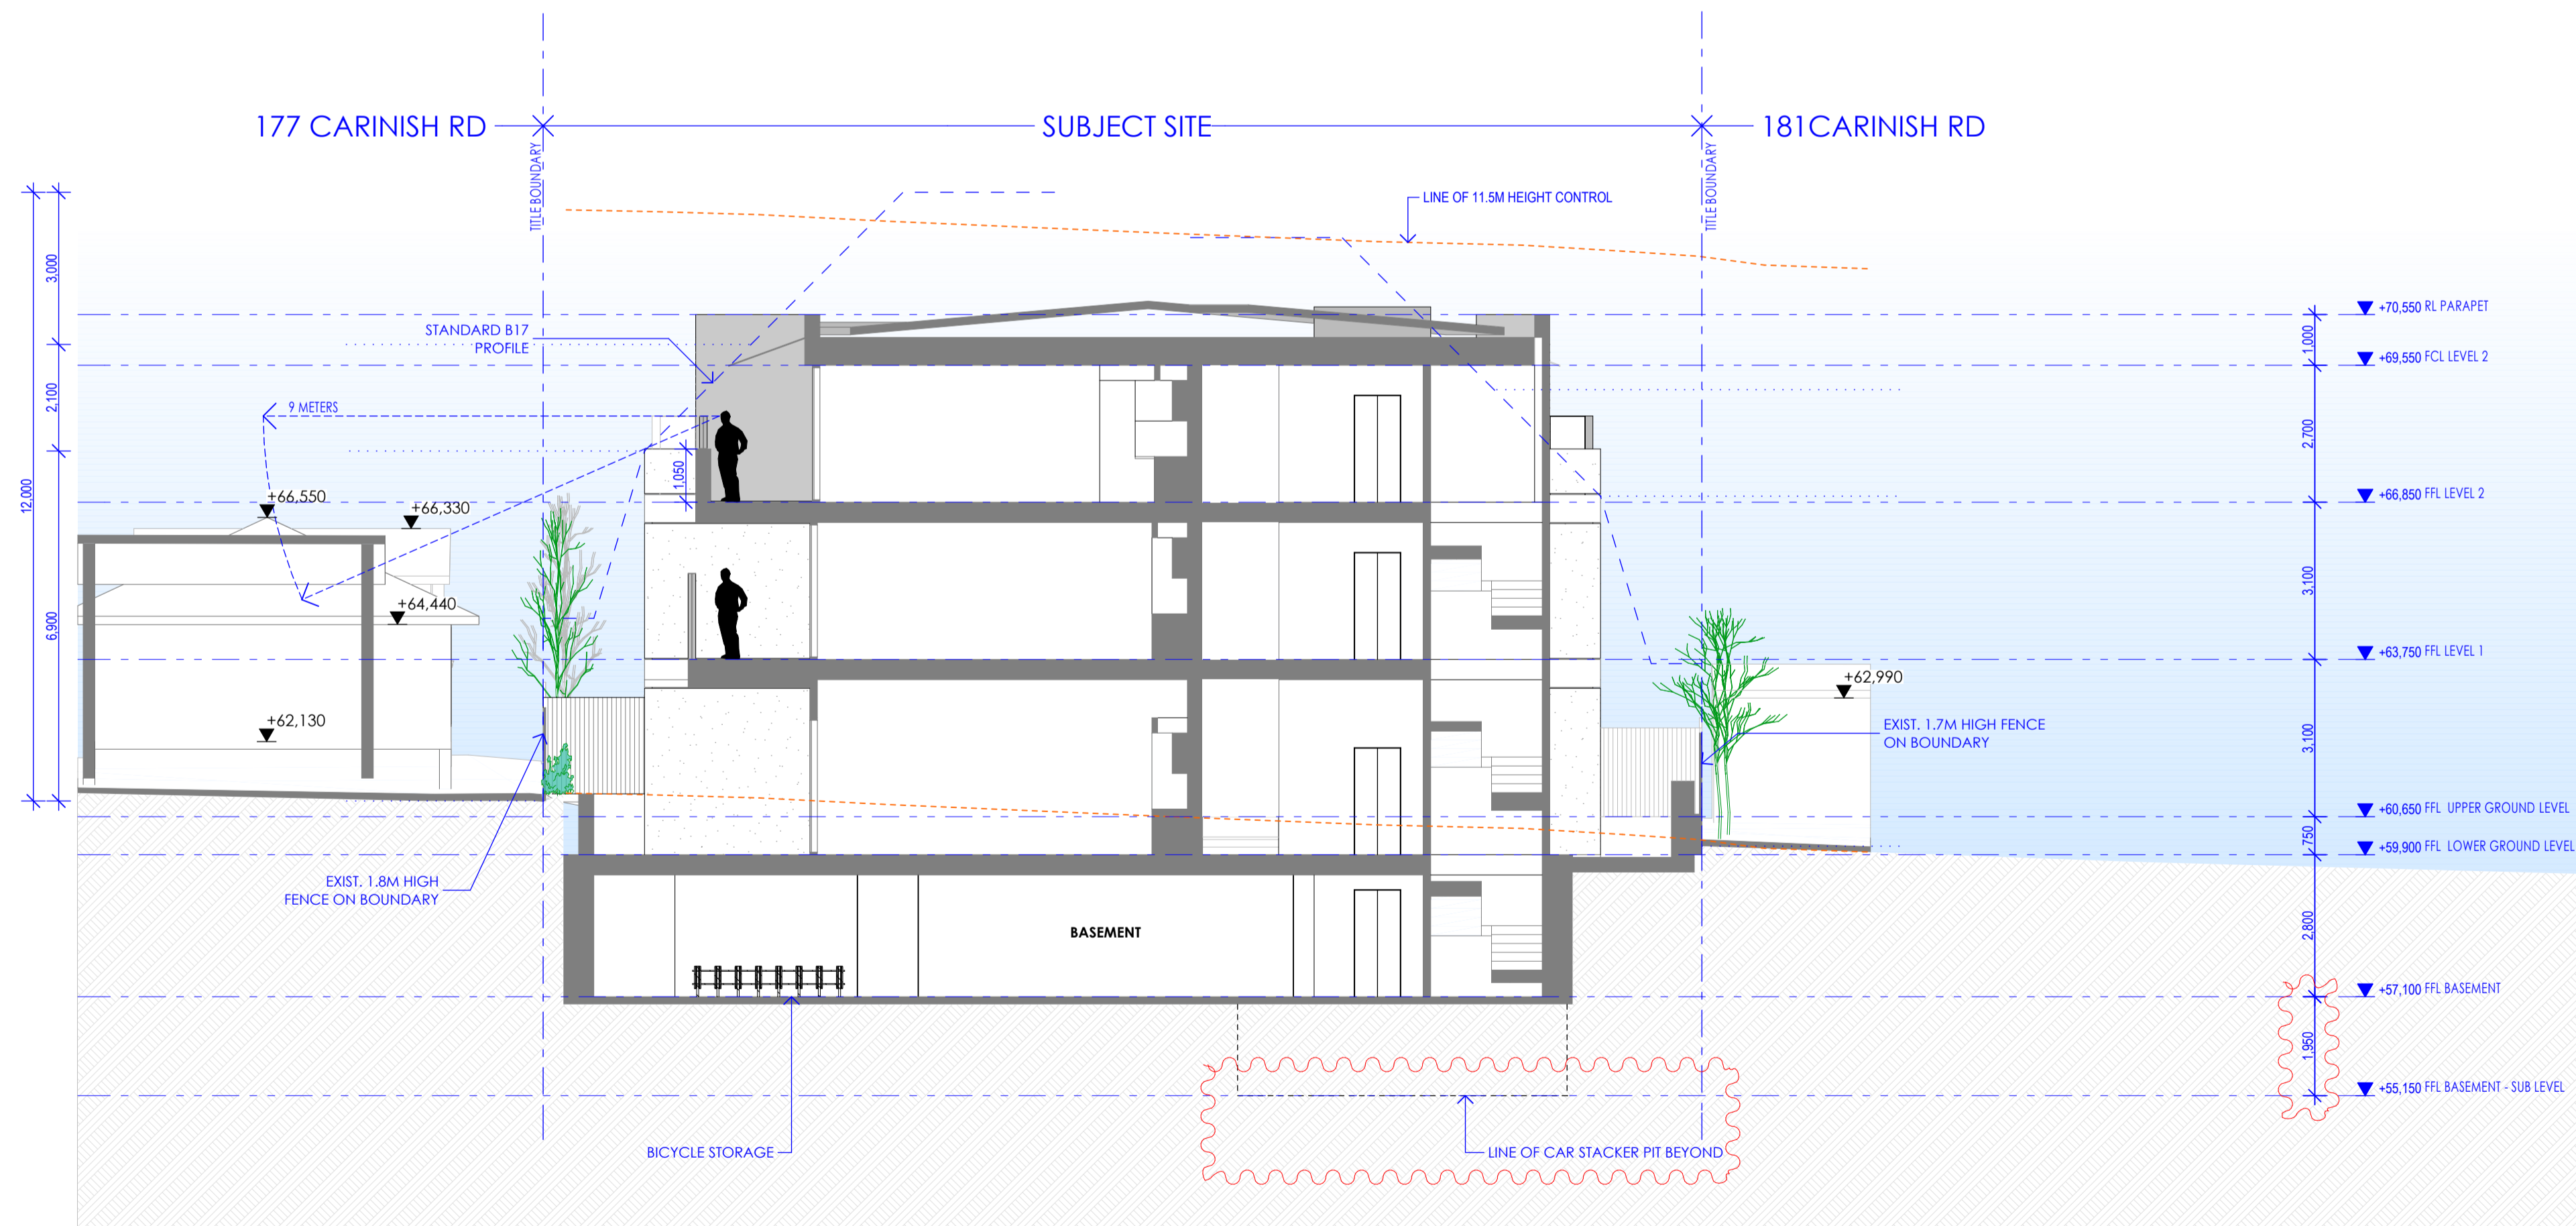 177 CARINISH RD
SUBJECT SITE
181CARINISH RD
TITLE BOUNDARY
TITLE BOUNDARY
LINE OF 11.5M HEIGHT CONTROL
STANDARD B17
PROFILE
9 METERS
12,000
3,000
2,100
6,900
1,050
+66,550
+66,330
+64,440
+62,130
+62,990
EXIST. 1.7M HIGH FENCE
ON BOUNDARY
EXIST. 1.8M HIGH
FENCE ON BOUNDARY
BASEMENT
BICYCLE STORAGE
LINE OF CAR STACKER PIT BEYOND
1,000
2,700
3,100
3,100
750
2,800
1,950
+70,550 RL PARAPET
+69,550 FCL LEVEL 2
+66,850 FFL LEVEL 2
+63,750 FFL LEVEL 1
+60,650 FFL UPPER GROUND LEVEL
+59,900 FFL LOWER GROUND LEVEL
+57,100 FFL BASEMENT
+55,150 FFL BASEMENT - SUB LEVEL